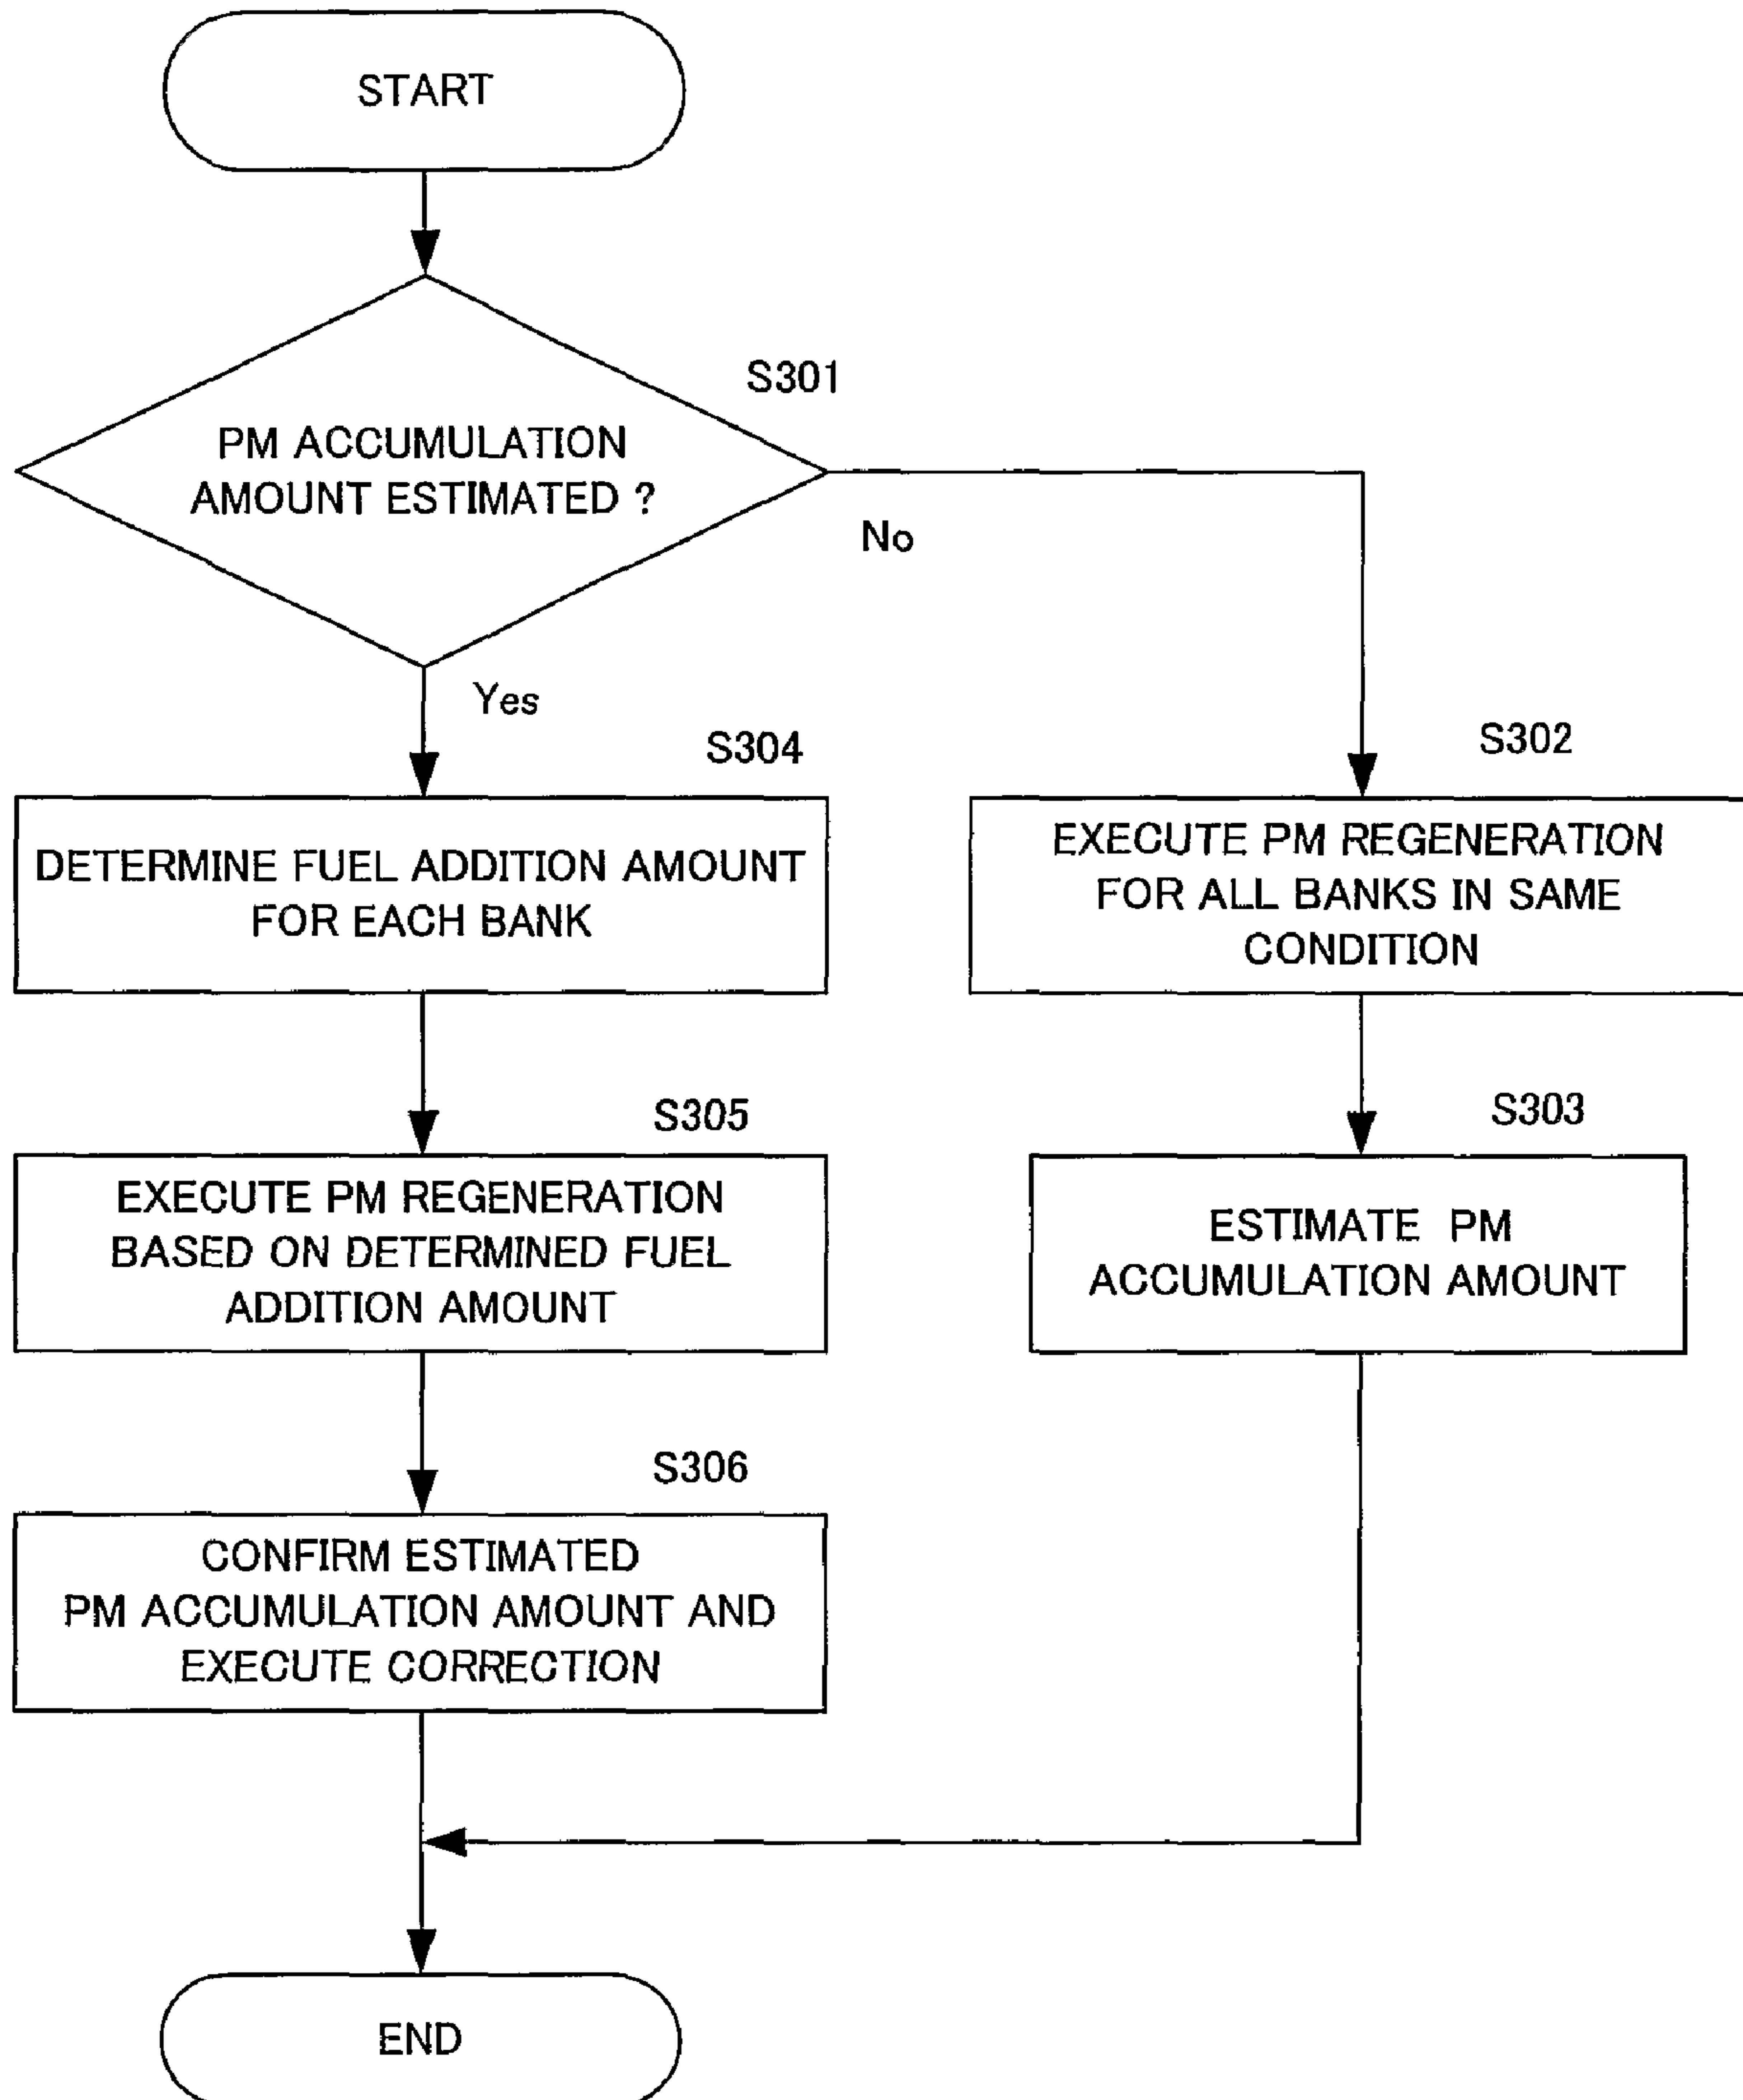 START
S301
PM ACCUMULATION
AMOUNT ESTIMATED ?
No
Yes
S304
DETERMINE FUEL ADDITION AMOUNT
FOR EACH BANK
S302
EXECUTE PM REGENERATION
FOR ALL BANKS IN SAME
CONDITION
S305
EXECUTE PM REGENERATION
BASED ON DETERMINED FUEL
ADDITION AMOUNT
S303
ESTIMATE PM
ACCUMULATION AMOUNT
S306
CONFIRM ESTIMATED
PM ACCUMULATION AMOUNT AND
EXECUTE CORRECTION
END